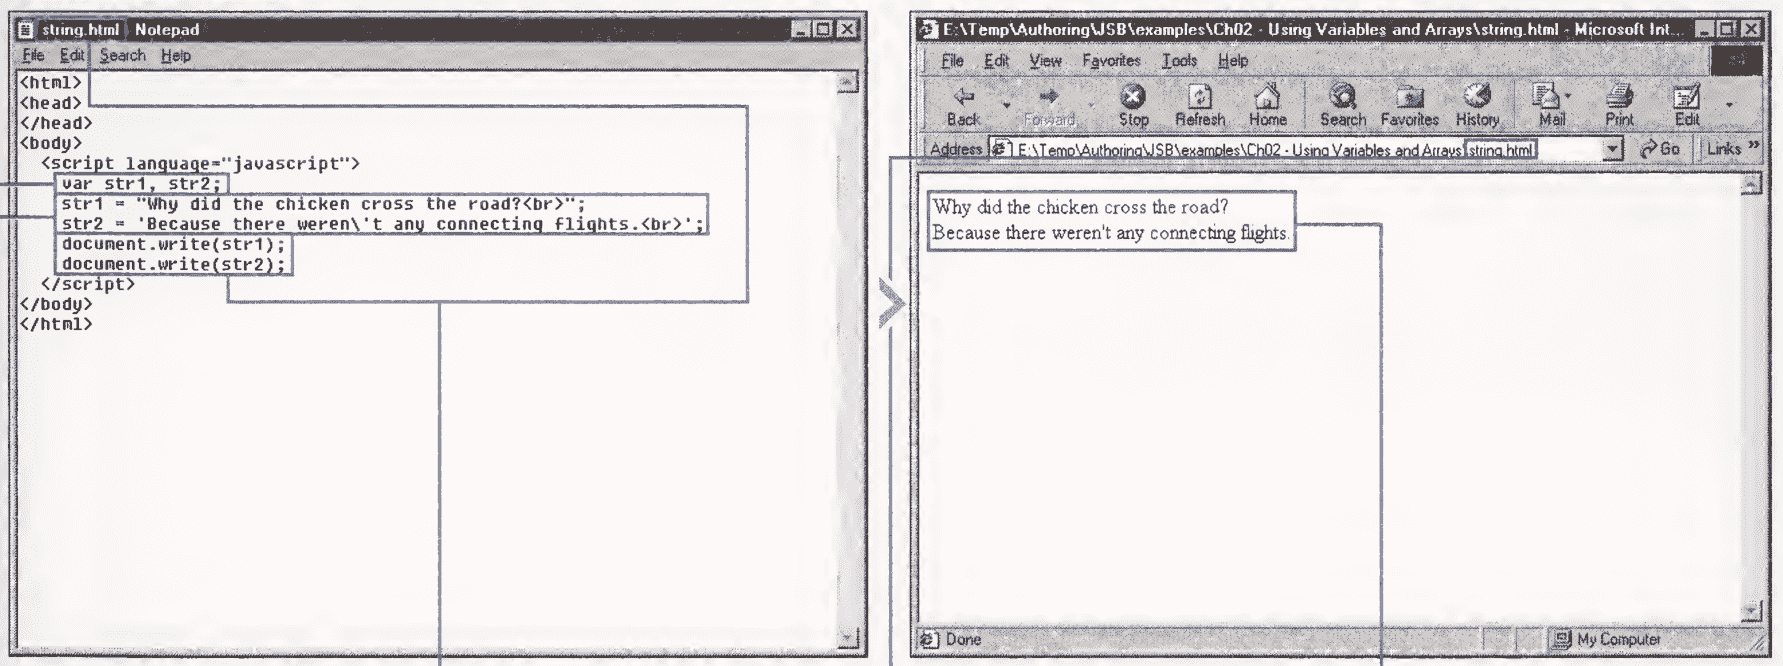 string.html Notepad
File Edit Search Help
<html>
<head>
</head>
<body>
<script language="javascript">
var str1, str2;
str1 = "Why did the chicken cross the road?<br>";
str2 = 'Because there weren\'t any connecting flights.<br>';
document.write(str1);
document.write(str2);
</script>
</body>
</html>
E:\Temp\Authoring\JSB\examples\Ch02 - Using Variables and Arrays\string.html - Microsoft Int...
File Edit View Favorites Tools Help
Back Forward Stop Refresh Home Search Favorites History Mail Print Edit
Address E:\Temp\Authoring\JSB\examples\Ch02 - Using Variables and Arrays\string.html Go Links »
Why did the chicken cross the road?
Because there weren't any connecting flights.
Done My Computer